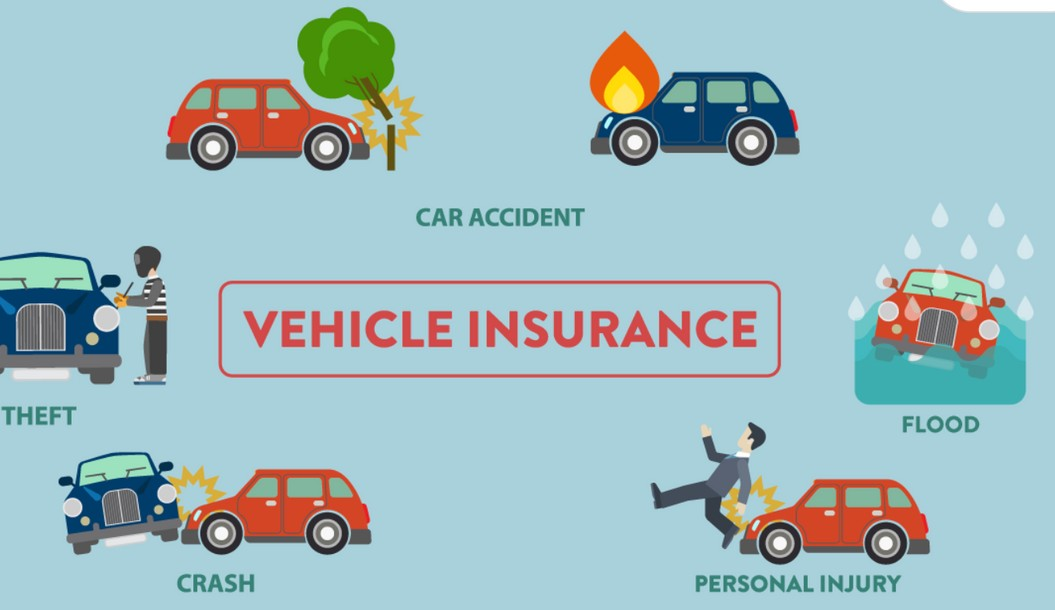 CAR ACCIDENT
VEHICLE INSURANCE
THEFT
FLOOD
CRASH
PERSONAL INJURY